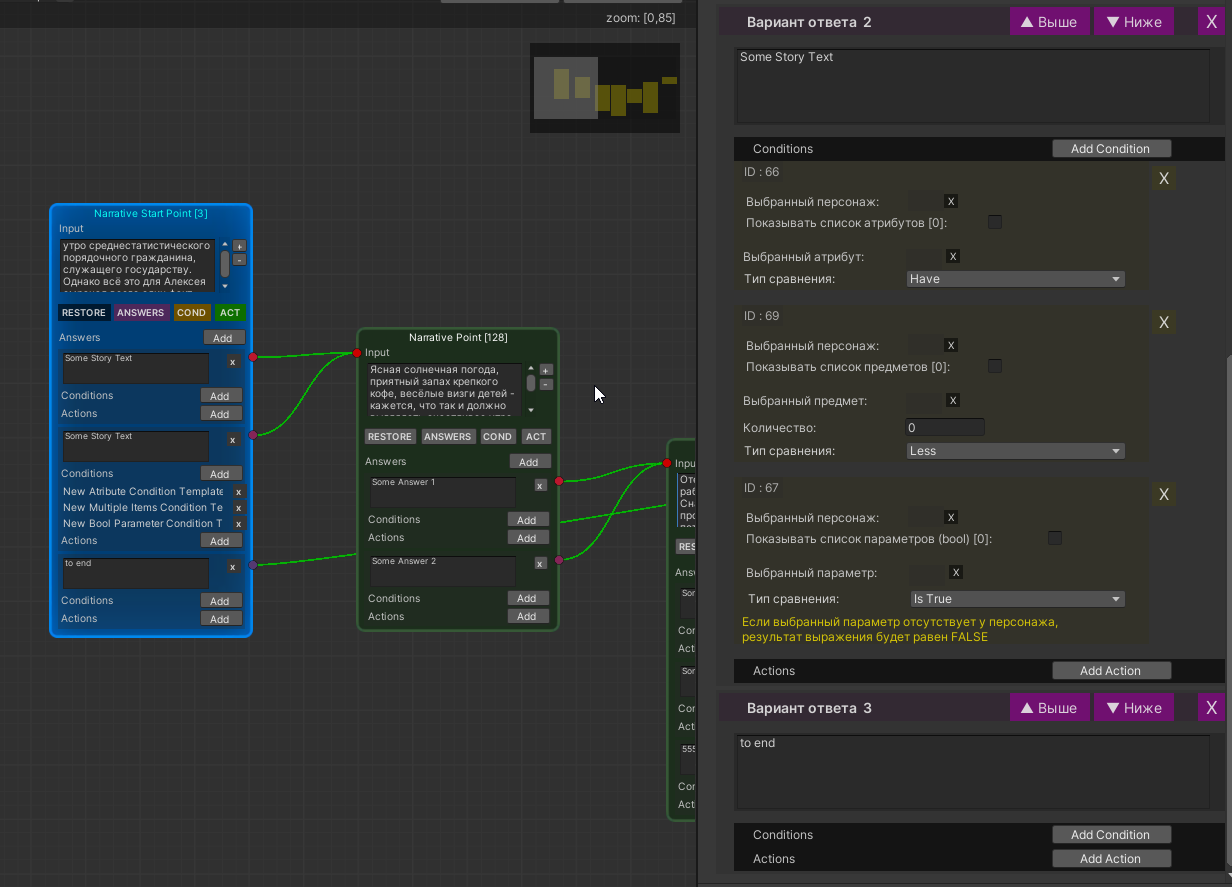 zoom: [0,85]
Narrative Start Point [3]
Input
утро среднестатистического
порядочного гражданина,
служащего государству.
Однако всё это для Алексея
+
-
RESTORE ANSWERS COND ACT
Answers Add
Some Story Text x
Conditions Add
Actions Add
Some Story Text x
Conditions Add
New Atribute Condition Template x
New Multiple Items Condition Te x
New Bool Parameter Condition T x
Actions Add
to end x
Conditions Add
Actions Add
Narrative Point [128]
Input
Ясная солнечная погода,
приятный запах крепкого
кофе, весёлые визги детей -
кажется, что так и должно
+
-
RESTORE ANSWERS COND ACT
Answers Add
Some Answer 1 x
Conditions Add
Actions Add
Some Answer 2 x
Conditions Add
Actions Add
Inpu
Оте
раб
Сна
про
RES
Ans
Som
Con
Acti
Som
Con
Acti
555
Con
Acti
Вариант ответа 2 ▲ Выше ▼ Ниже X
Some Story Text
Conditions Add Condition
ID : 66 X
Выбранный персонаж: X
Показывать список атрибутов [0]:
Выбранный атрибут: X
Тип сравнения: Have
ID : 69 X
Выбранный персонаж: X
Показывать список предметов [0]:
Выбранный предмет: X
Количество: 0
Тип сравнения: Less
ID : 67 X
Выбранный персонаж: X
Показывать список параметров (bool) [0]:
Выбранный параметр: X
Тип сравнения: Is True
Если выбранный параметр отсутствует у персонажа,
результат выражения будет равен FALSE
Actions Add Action
Вариант ответа 3 ▲ Выше ▼ Ниже X
to end
Conditions Add Condition
Actions Add Action